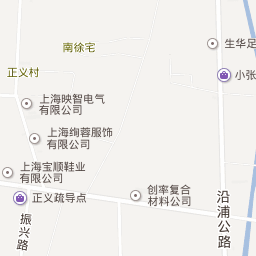 南徐宅
生华足
正义村
小张
上海映智电气
有限公司
上海绚蓉服饰
有限公司
上海宝顺鞋业
有限公司
正义疏导点
创率复合
材料公司
沿浦公路
振兴路